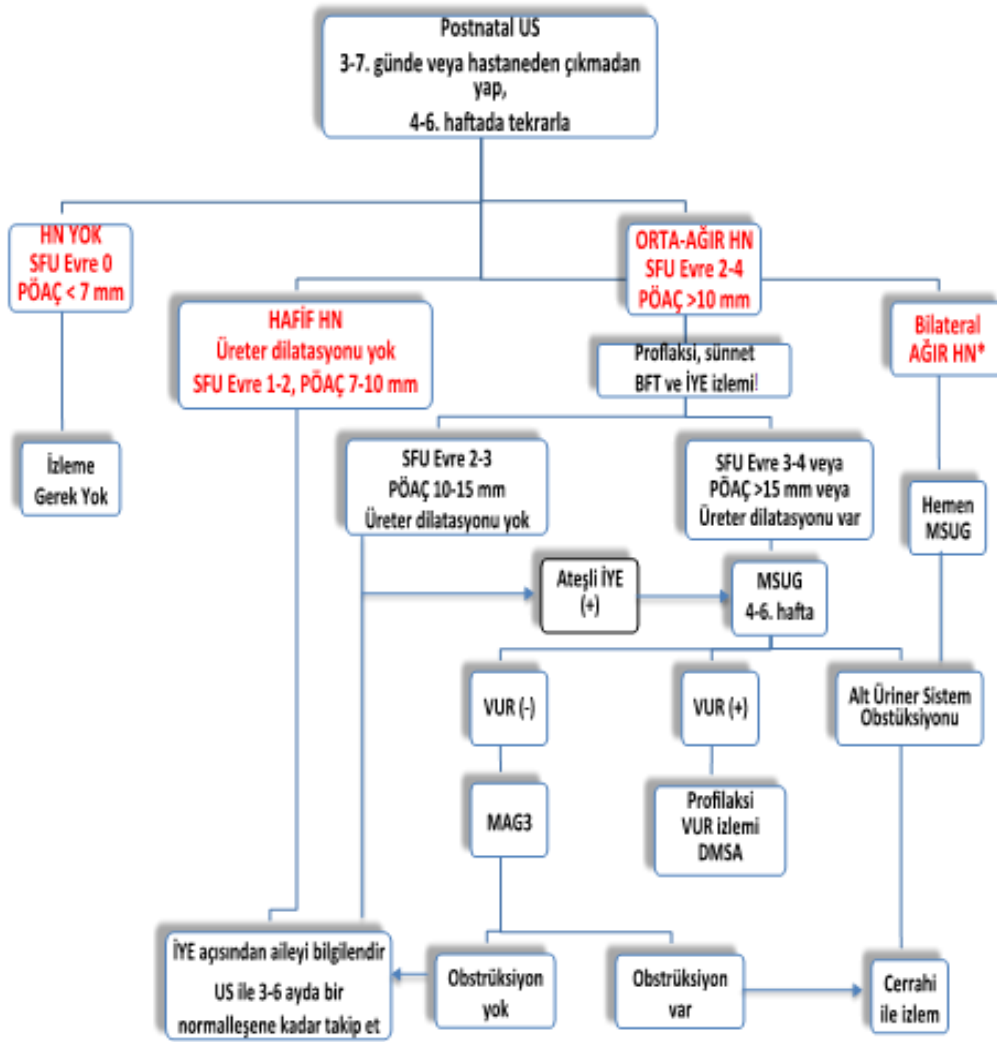 Postnatal US
3-7. günde veya hastaneden çıkmadan
yap,
4-6. haftada tekrarla
HN YOK
SFU Evre 0
PÖAÇ < 7 mm
HAFİF HN
Üreter dilatasyonu yok
SFU Evre 1-2, PÖAÇ 7-10 mm
ORTA-AĞIR HN
SFU Evre 2-4
PÖAÇ >10 mm
Bilateral
AĞIR HN*
Proflaksi, sünnet
BFT ve İYE izlemi!
İzleme
Gerek Yok
SFU Evre 2-3
PÖAÇ 10-15 mm
Üreter dilatasyonu yok
SFU Evre 3-4 veya
PÖAÇ >15 mm veya
Üreter dilatasyonu var
Hemen
MSUG
Ateşli İYE
(+)
MSUG
4-6. hafta
VUR (-)
VUR (+)
Alt Üriner Sistem
Obstüksiyonu
MAG3
Profilaksi
VUR izlemi
DMSA
İYE açısından aileyi bilgilendir
US ile 3-6 ayda bir
normalleşene kadar takip et
Obstrüksiyon
yok
Obstrüksiyon
var
Cerrahi
ile izlem